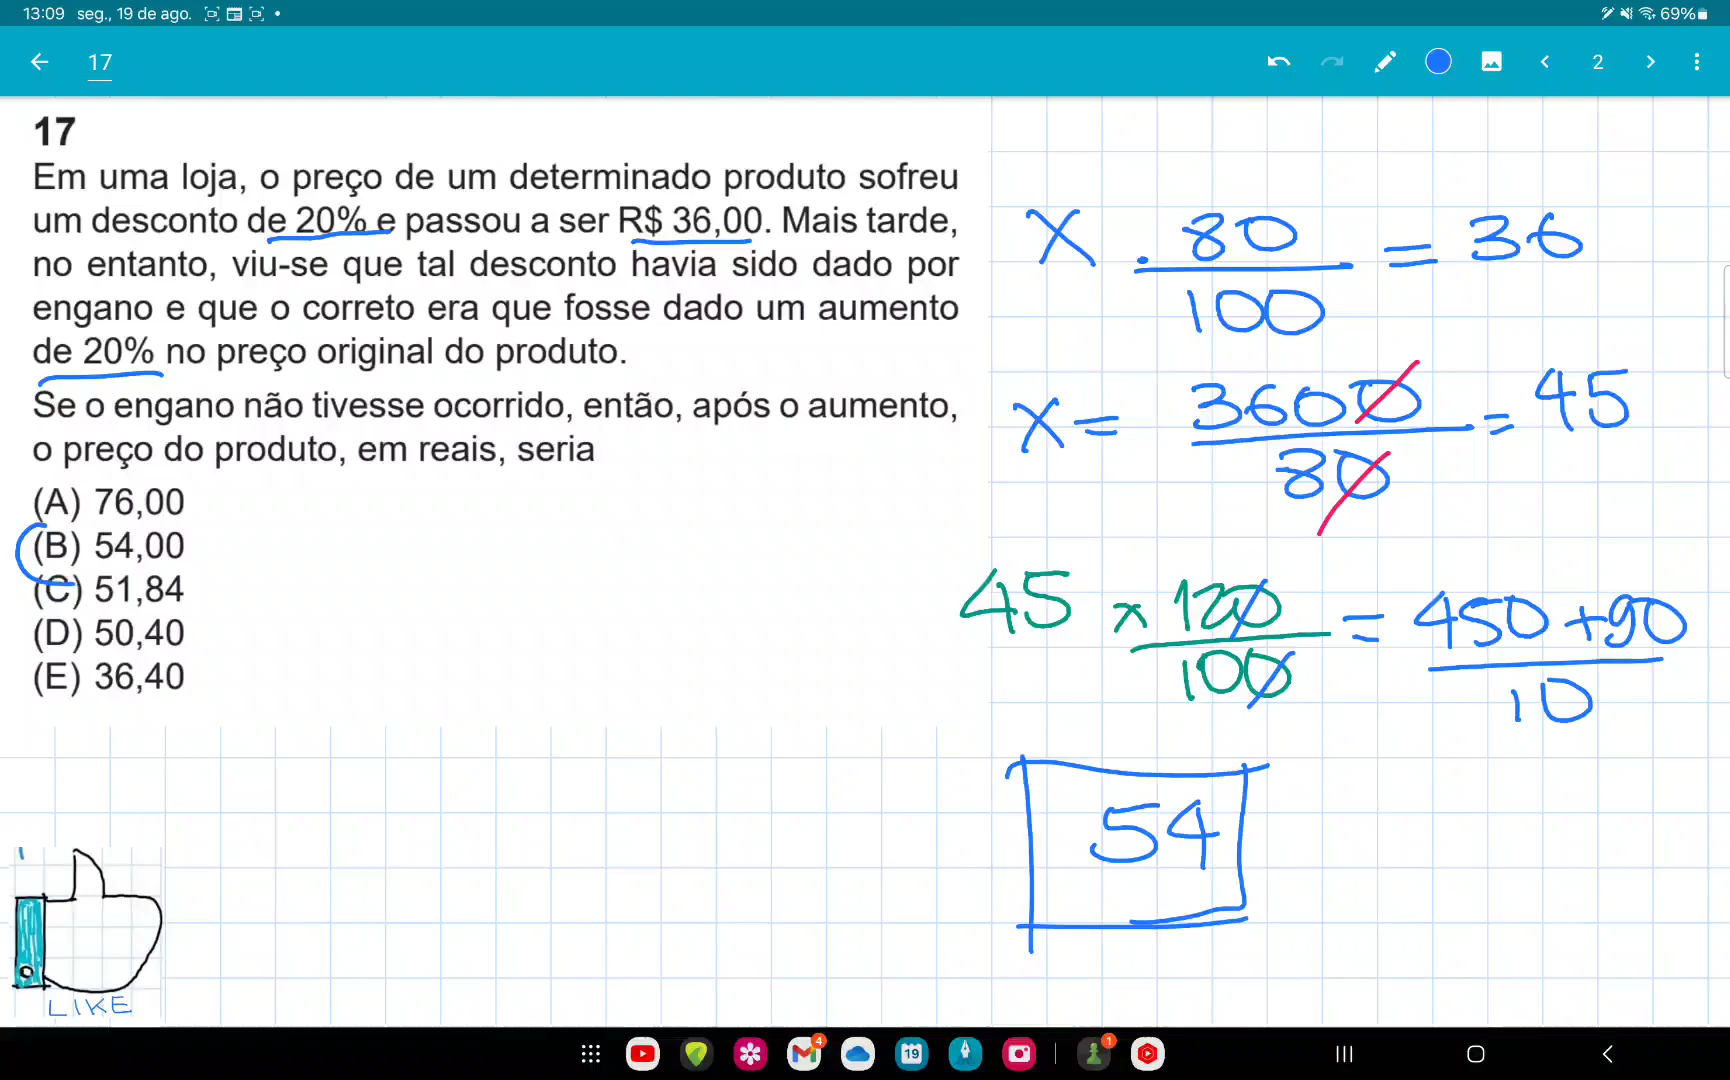 13:09 seg., 19 de ago.
69%
17
2
17
Em uma loja, o preço de um determinado produto sofreu
um desconto de 20% e passou a ser R$ 36,00. Mais tarde,
no entanto, viu-se que tal desconto havia sido dado por
engano e que o correto era que fosse dado um aumento
de 20% no preço original do produto.
Se o engano não tivesse ocorrido, então, após o aumento,
o preço do produto, em reais, seria
(A) 76,00
(B) 54,00
(C) 51,84
(D) 50,40
(E) 36,40
X . 80/100 = 36
X = 3600/80 = 45
45 × 120/100 = 450 + 90/10
54
LIKE
4
19
1